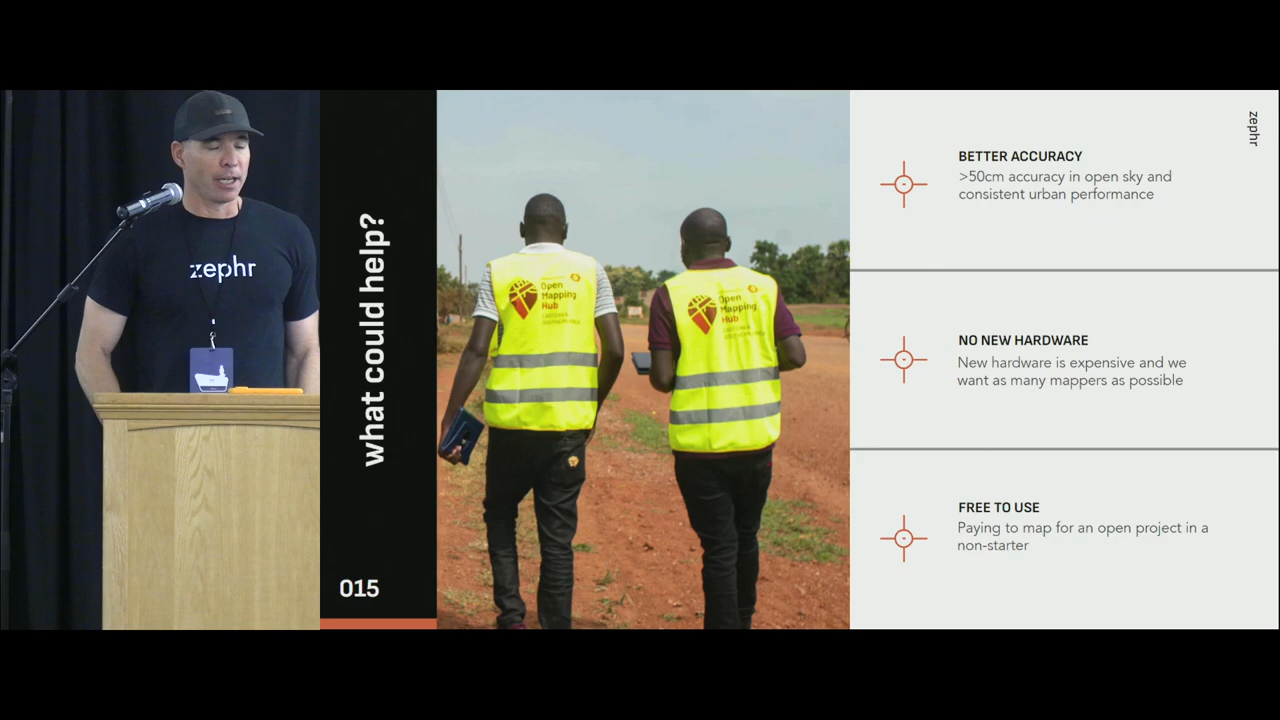 zephr
what could help?
015
Open
Mapping
Hub
Open
Mapping
Hub
zephr
BETTER ACCURACY
>50cm accuracy in open sky and
consistent urban performance
NO NEW HARDWARE
New hardware is expensive and we
want as many mappers as possible
FREE TO USE
Paying to map for an open project in a
non-starter